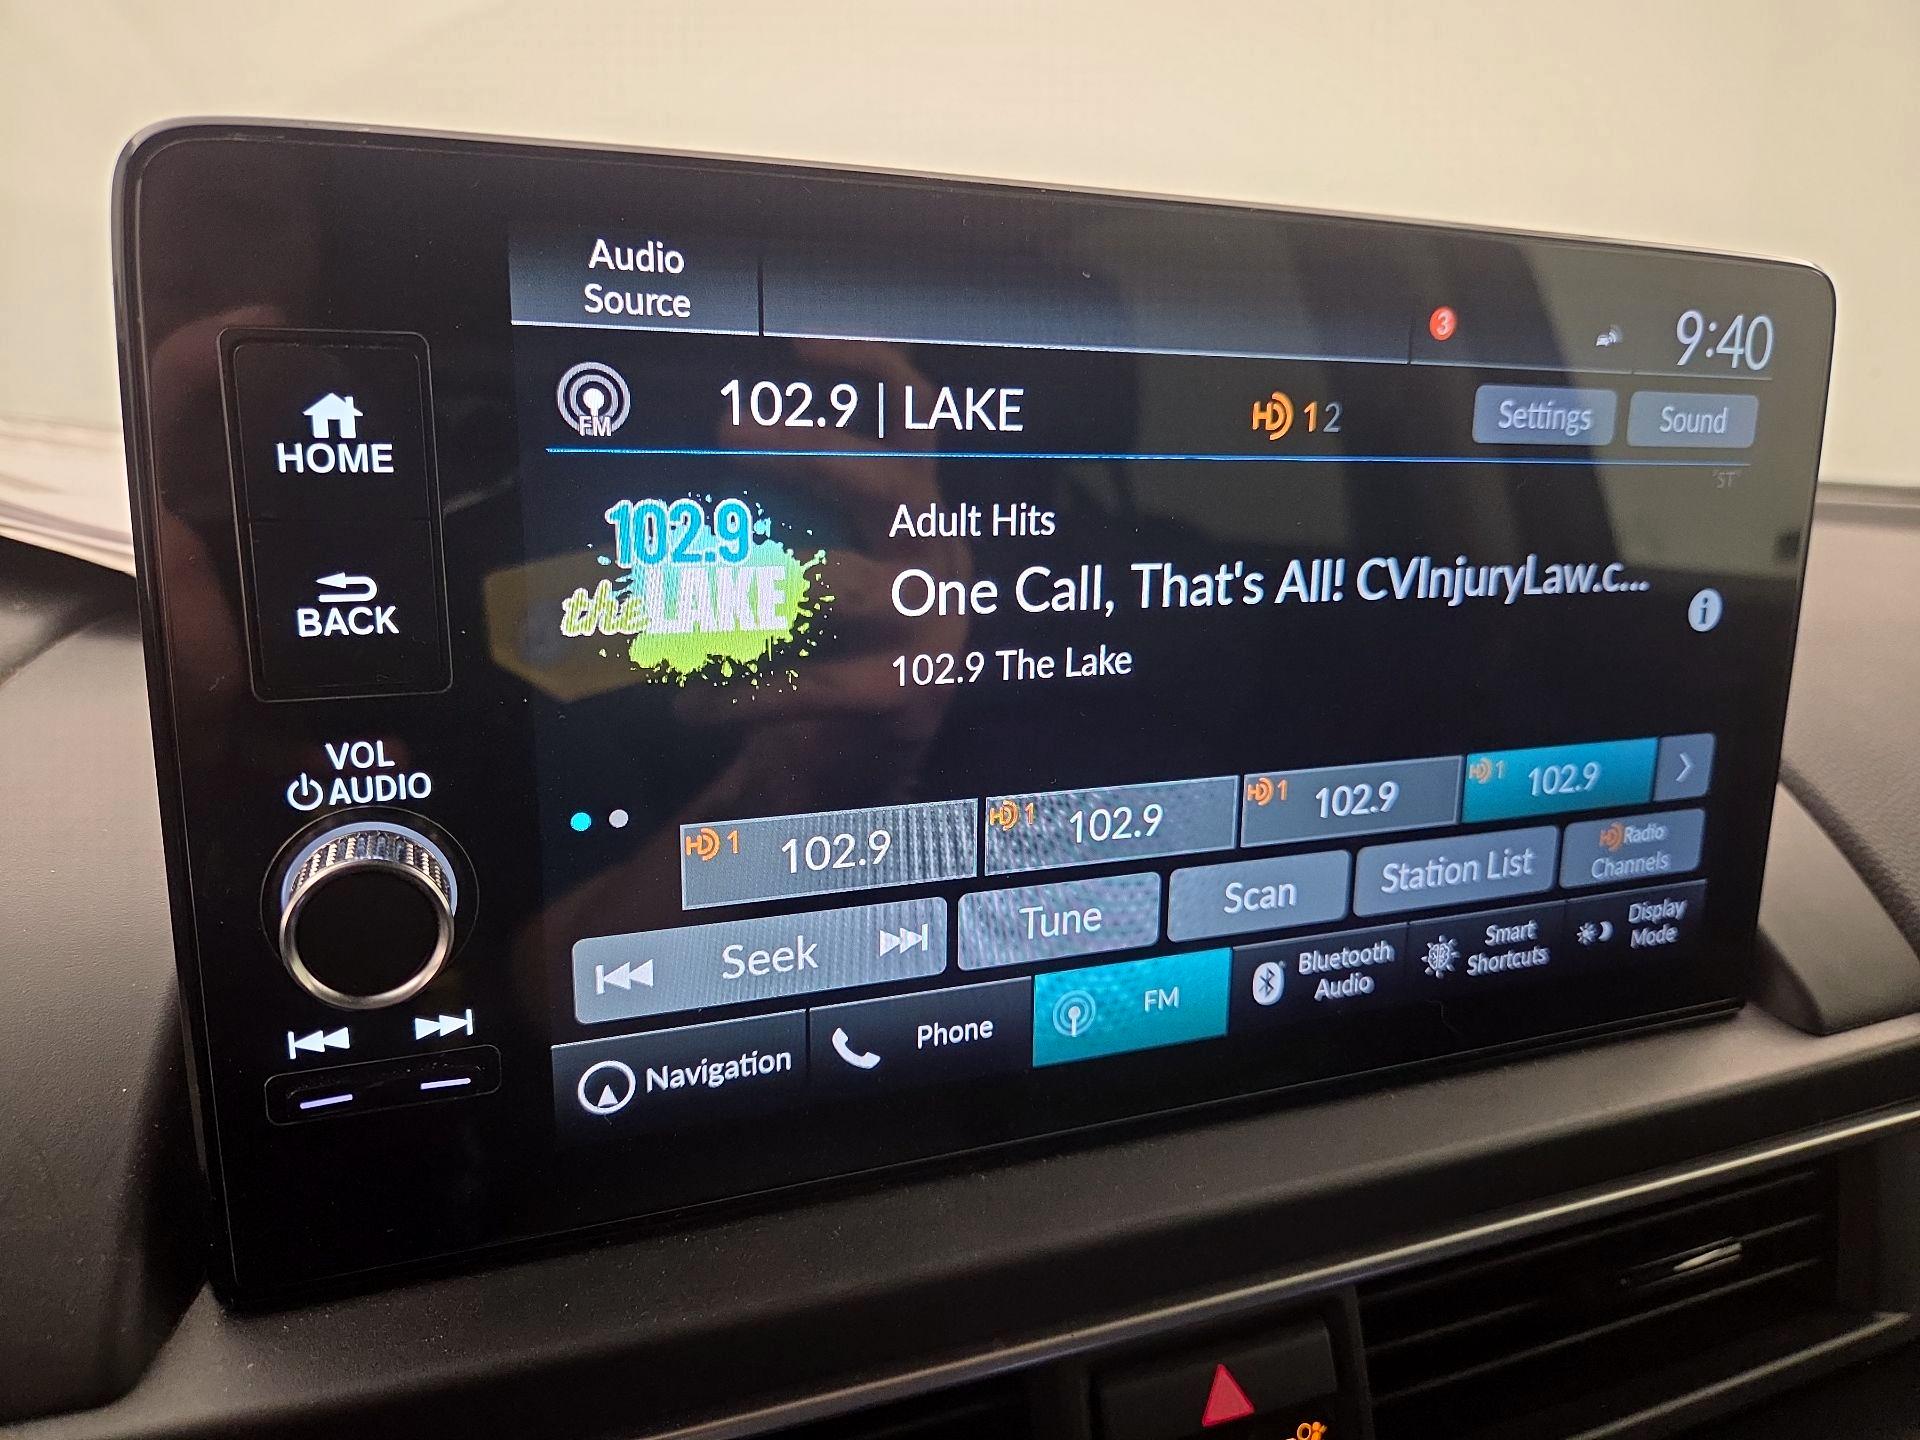 Audio
Source
3
9:40
HOME
FM
102.9 | LAKE
HD 1 2
Settings
Sound
"ST"
102.9
the LAKE
Adult Hits
One Call, That's All! CVInjuryLaw.c...
i
102.9 The Lake
BACK
VOL
AUDIO
HD 1 102.9
HD 1 102.9
HD 1 102.9
HD 1 102.9
Seek
Tune
Scan
Station List
HD Radio
Channels
Navigation
Phone
FM
Bluetooth
Audio
Smart
Shortcuts
Display
Mode